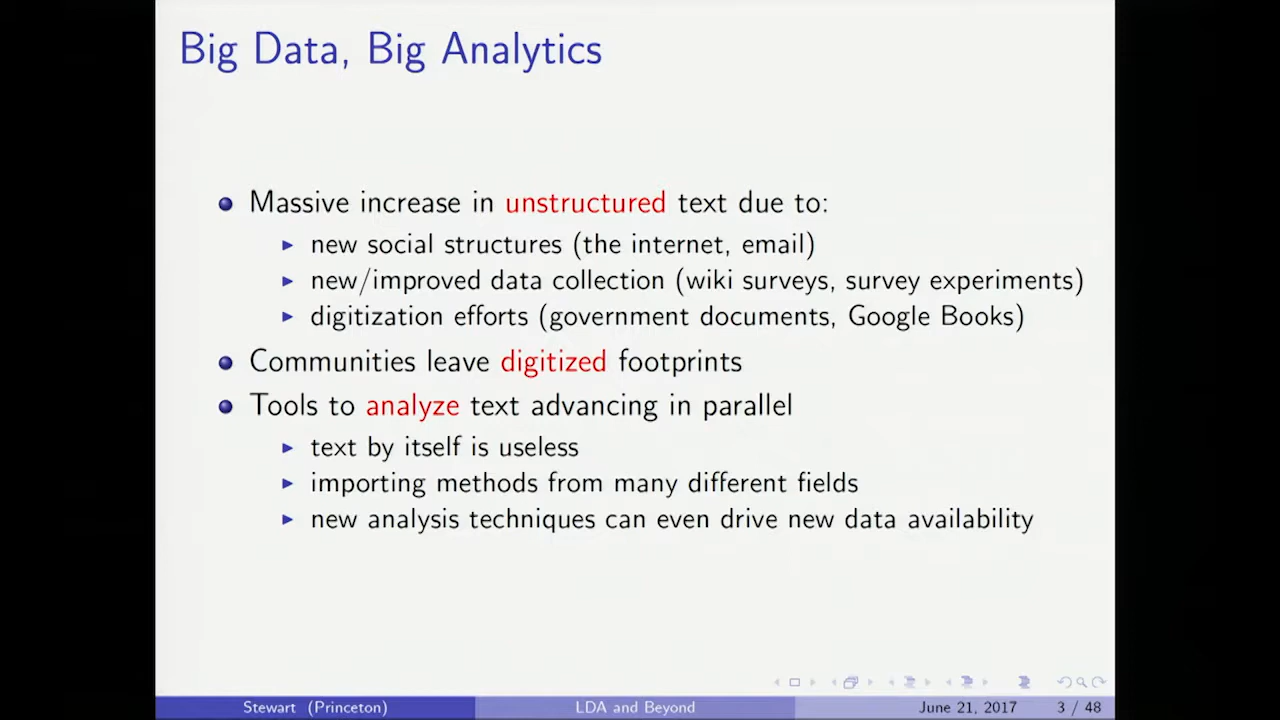 Big Data, Big Analytics
Massive increase in unstructured text due to:
new social structures (the internet, email)
new/improved data collection (wiki surveys, survey experiments)
digitization efforts (government documents, Google Books)
Communities leave digitized footprints
Tools to analyze text advancing in parallel
text by itself is useless
importing methods from many different fields
new analysis techniques can even drive new data availability
Stewart (Princeton) LDA and Beyond June 21, 2017 3 / 48